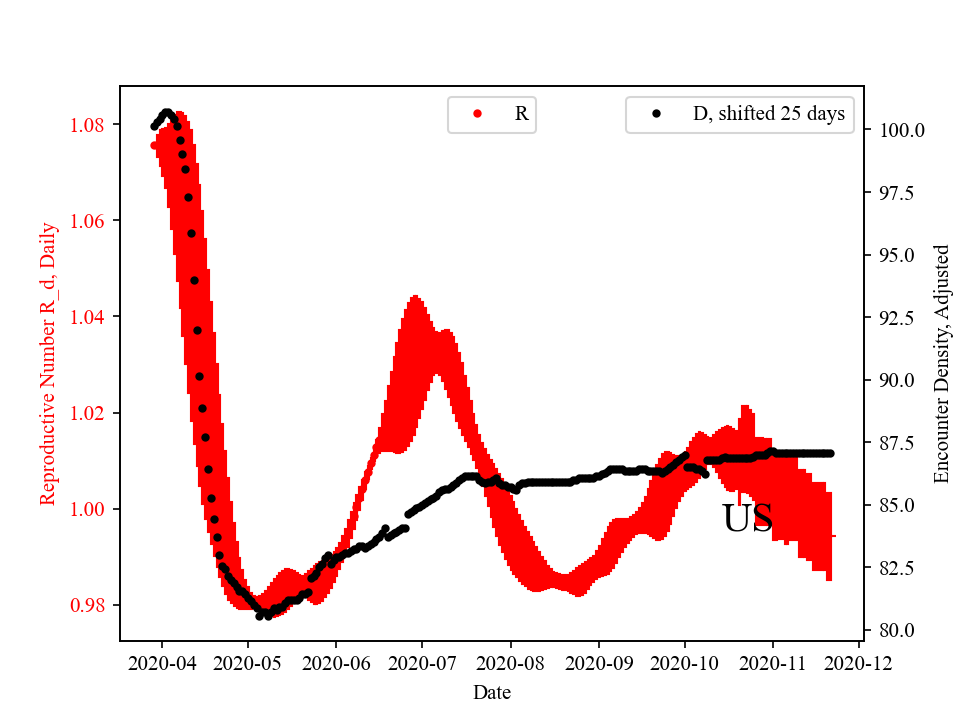 R
D, shifted 25 days
1.08
1.06
1.04
1.02
1.00
0.98
Reproductive Number R_d, Daily
100.0
97.5
95.0
92.5
90.0
87.5
85.0
82.5
80.0
Encounter Density, Adjusted
US
2020-04 2020-05 2020-06 2020-07 2020-08 2020-09 2020-10 2020-11 2020-12
Date